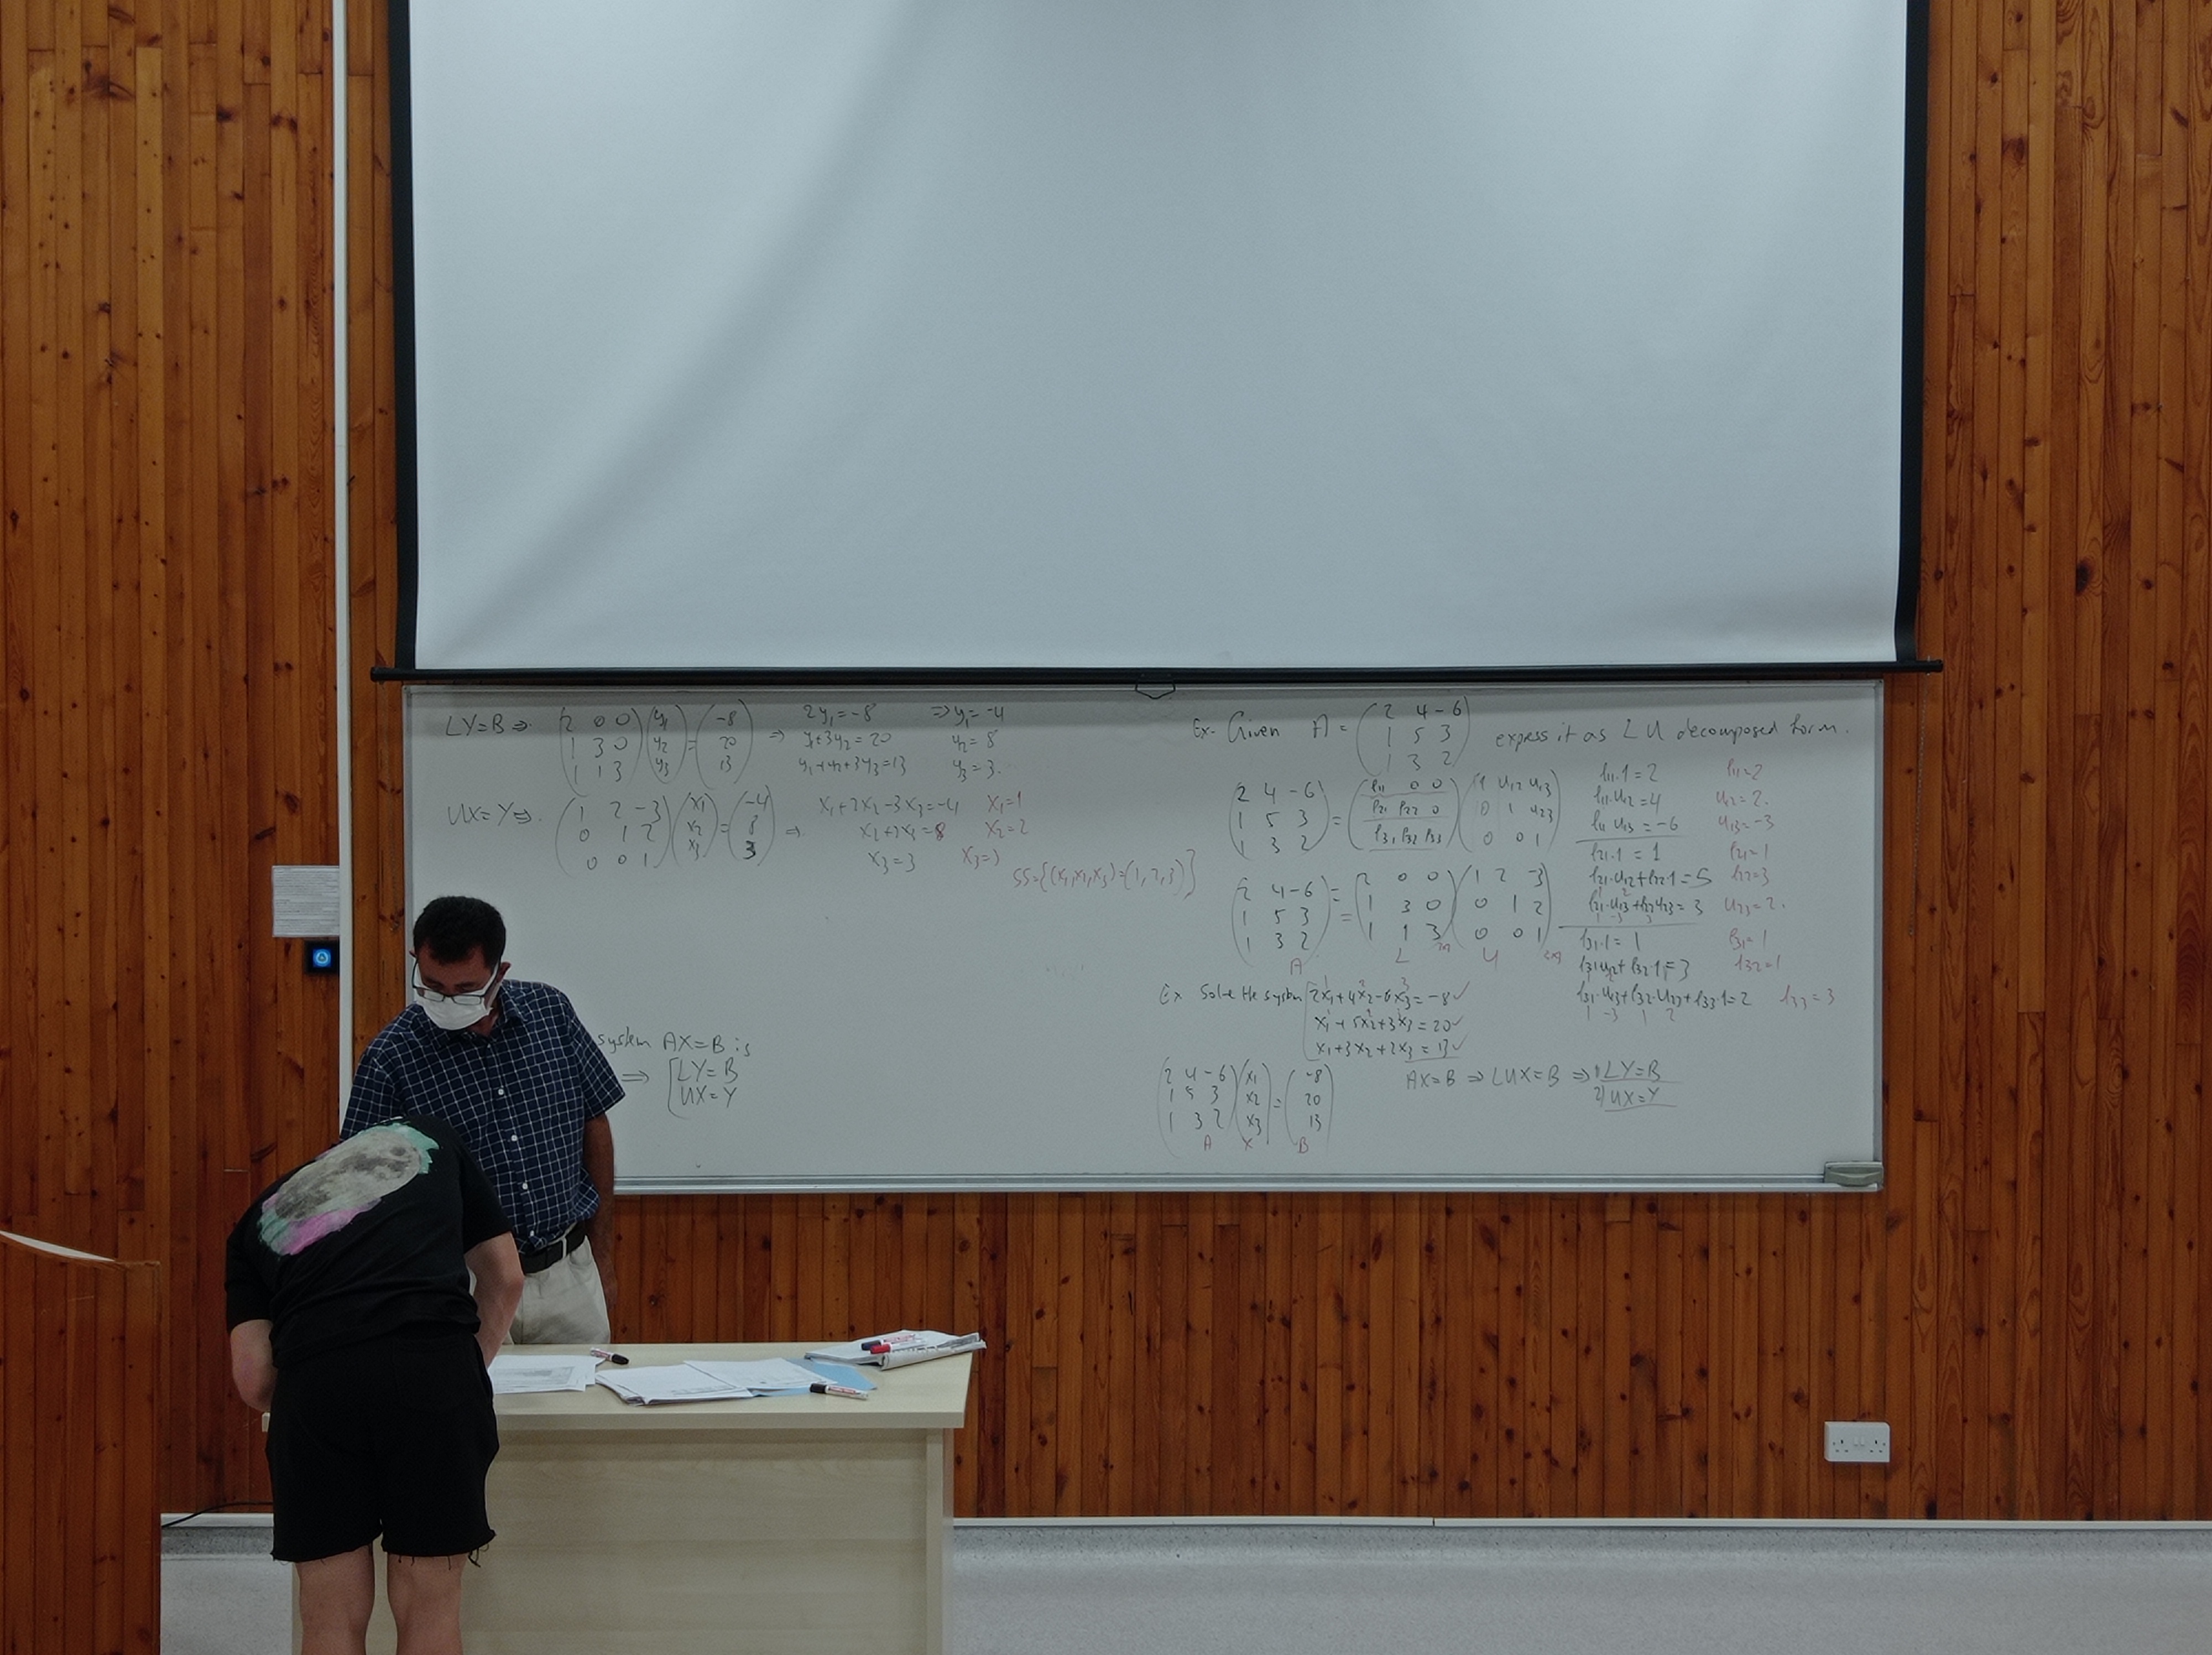 LY=B ⇒ (2 0 0) (y₁) = (-8) ⇒ 2y₁=-8 ⇒ y₁=-4
(1 3 0) (y₂) (20) y₁+3y₂=20 y₂=8
(1 1 3) (y₃) (13) y₁+y₂+3y₃=13 y₃=3.
UX=Y ⇒. (1 2 -3) (x₁) = (-4) ⇒. x₁+2x₂-3x₃=-4 x₁=1
(0 1 2) (x₂) (8) x₂+2x₃=8 x₂=2
(0 0 1) (x₃) (3) x₃=3 x₃=3
SS={(x₁,x₁,x₃)=(1,2,3)}
system AX=B is
⇒ [LY=B
UX=Y
Ex. Given A = (2 4 -6) express it as LU decomposed form.
(1 5 3)
(1 3 2)
(2 4 -6) = (l₁₁ 0 0) (1 u₁₂ u₁₃)
(1 5 3) (l₂₁ l₂₂ 0) (0 1 u₂₃)
(1 3 2) (l₃₁ l₃₂ l₃₃) (0 0 1)
(2 4 -6) = (2 0 0) (1 2 -3)
(1 5 3) = (1 3 0) (0 1 2)
(1 3 2) (1 1 3) (0 0 1)
A L U
l₁₁.1=2 l₁₁=2
l₁₁.u₁₂=4 u₁₂=2.
l₁₁ u₁₃=-6 u₁₃=-3
l₂₁.1=1 l₂₁=1
l₂₁.u₁₂+l₂₂.1=5 l₂₂=3
1 2
l₂₁.u₁₃+l₂₂u₂₃=3 u₂₃=2.
1 -3 3
l₃₁.1=1 l₃₁=1
l₃₁u₁₂+l₃₂.1=3 l₃₂=1
l₃₁.u₁₃+l₃₂.u₂₃+l₃₃.1=2 l₃₃=3
1 -3 1 2
Ex Solve the system [2x₁+4x₂-6x₃=-8 ✓
x₁+5x₂+3x₃=20 ✓
x₁+3x₂+2x₃=13 ✓
(2 4 -6) (x₁) = (-8)
(1 5 3) (x₂) (20)
(1 3 2) (x₃) (13)
A X B
AX=B ⇒ LUX=B ⇒ 1) LY=B
2) UX=Y